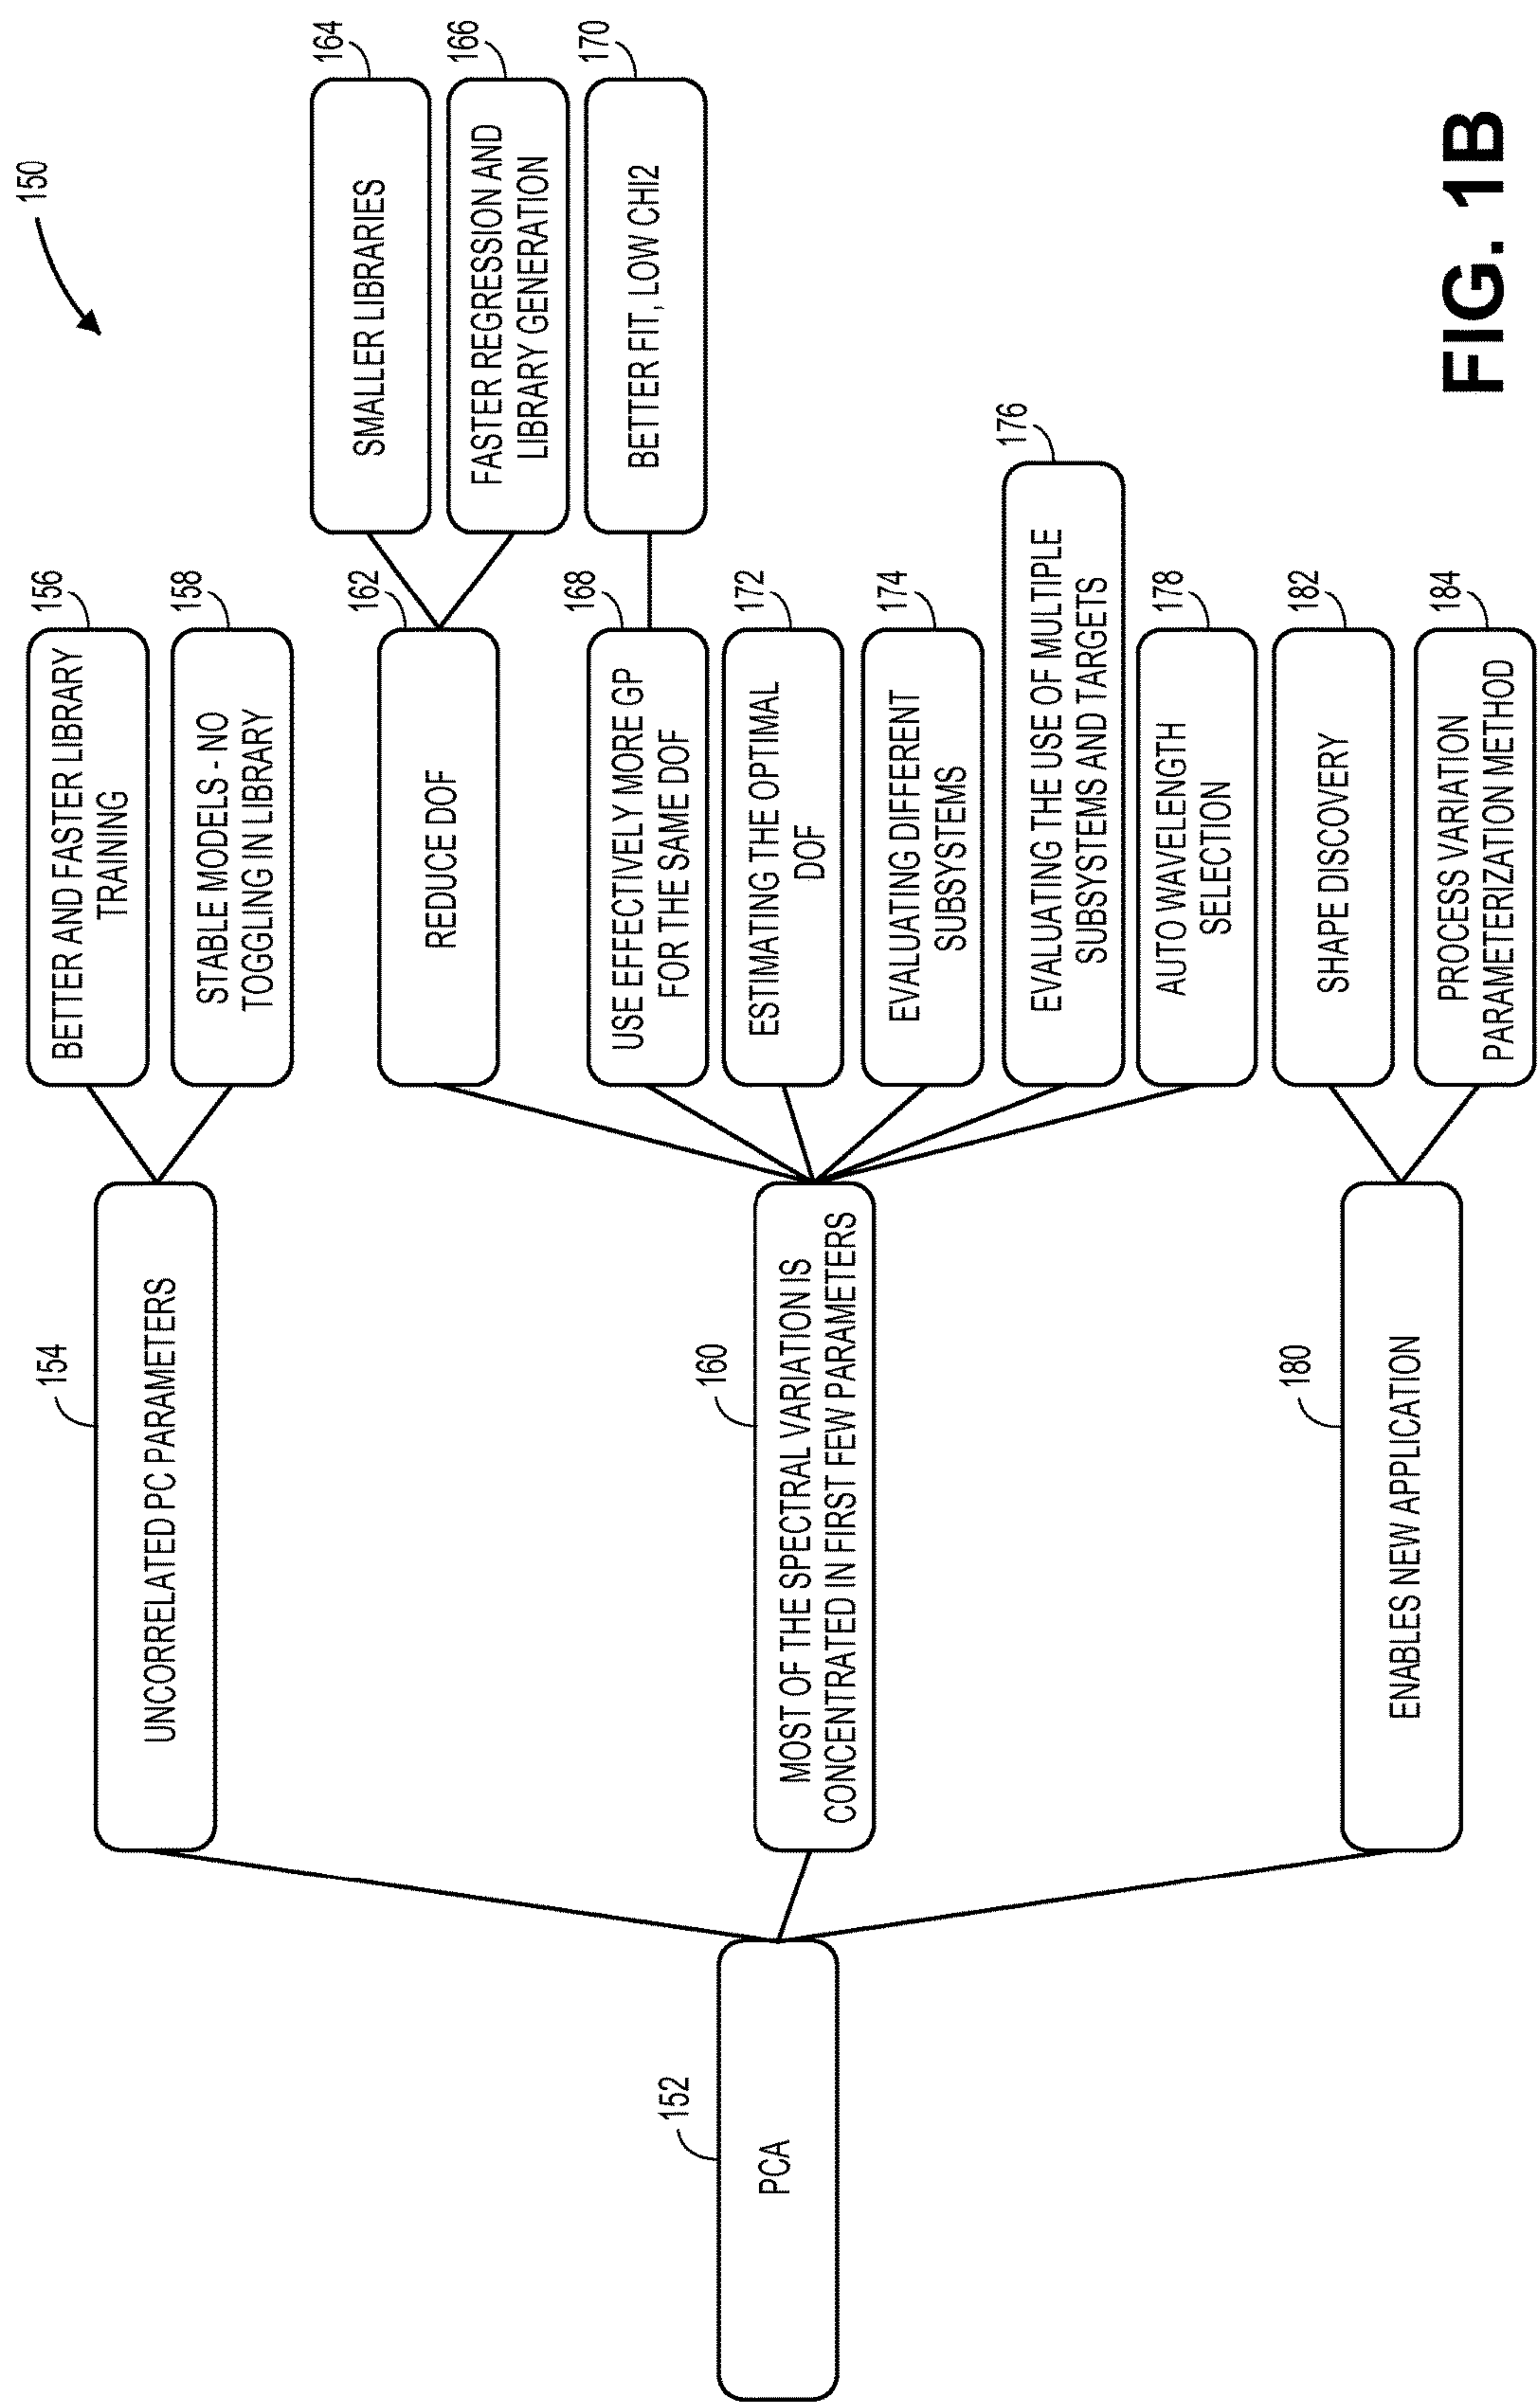 150
152
PCA
154
UNCORRELATED PC PARAMETERS
156
BETTER AND FASTER LIBRARY
TRAINING
158
STABLE MODELS - NO
TOGGLING IN LIBRARY
160
MOST OF THE SPECTRAL VARIATION IS
CONCENTRATED IN FIRST FEW PARAMETERS
162
REDUCE DOF
164
SMALLER LIBRARIES
166
FASTER REGRESSION AND
LIBRARY GENERATION
168
USE EFFECTIVELY MORE GP
FOR THE SAME DOF
170
BETTER FIT, LOW CHI2
172
ESTIMATING THE OPTIMAL
DOF
174
EVALUATING DIFFERENT
SUBSYSTEMS
176
EVALUATING THE USE OF MULTIPLE
SUBSYSTEMS AND TARGETS
178
AUTO WAVELENGTH
SELECTION
180
ENABLES NEW APPLICATION
182
SHAPE DISCOVERY
184
PROCESS VARIATION
PARAMETERIZATION METHOD
FIG. 1B